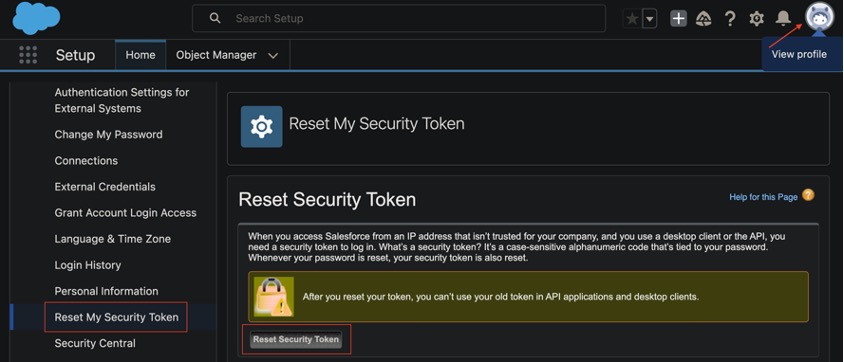 Search Setup
View profile
Setup
Home
Object Manager
Authentication Settings for
External Systems
Change My Password
Connections
External Credentials
Grant Account Login Access
Language & Time Zone
Login History
Personal Information
Reset My Security Token
Security Central
Reset My Security Token
Reset Security Token
Help for this Page
When you access Salesforce from an IP address that isn't trusted for your company, and you use a desktop client or the API, you
need a security token to log in. What's a security token? It's a case-sensitive alphanumeric code that's tied to your password.
Whenever your password is reset, your security token is also reset.
After you reset your token, you can't use your old token in API applications and desktop clients.
Reset Security Token